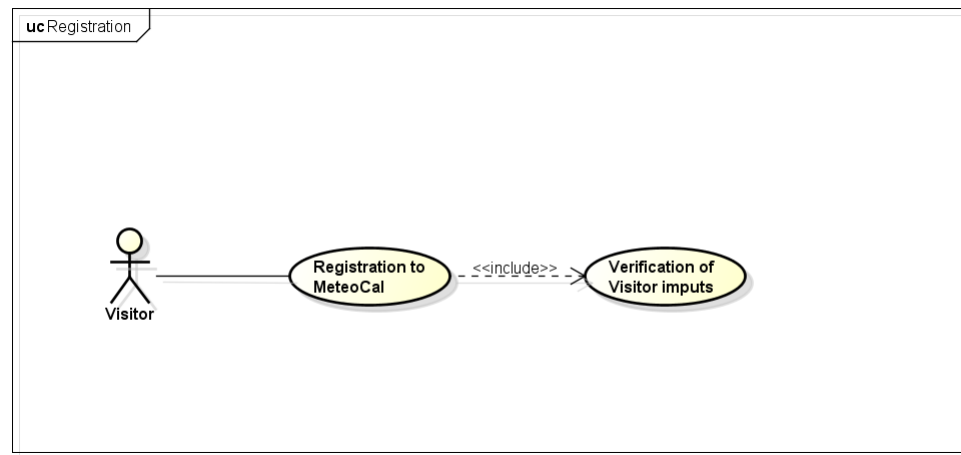 uc Registration
Registration to
MeteoCal
<<include>>
Verification of
Visitor imputs
Visitor